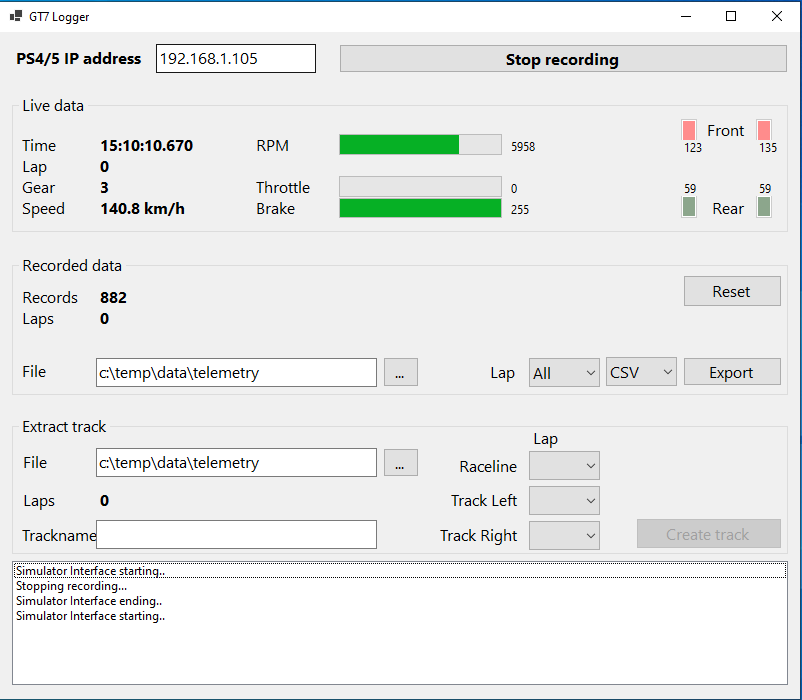 GT7 Logger
PS4/5 IP address 192.168.1.105 Stop recording
Live data
Front
Time 15:10:10.670 RPM 5958 123 135
Lap 0
Gear 3 Throttle 0 59 59
Speed 140.8 km/h Brake 255 Rear
Recorded data
Records 882 Reset
Laps 0
File c:\temp\data\telemetry ... Lap All CSV Export
Extract track
Lap
File c:\temp\data\telemetry ... Raceline
Laps 0 Track Left
Trackname Track Right Create track
Simulator Interface starting..
Stopping recording...
Simulator Interface ending..
Simulator Interface starting..